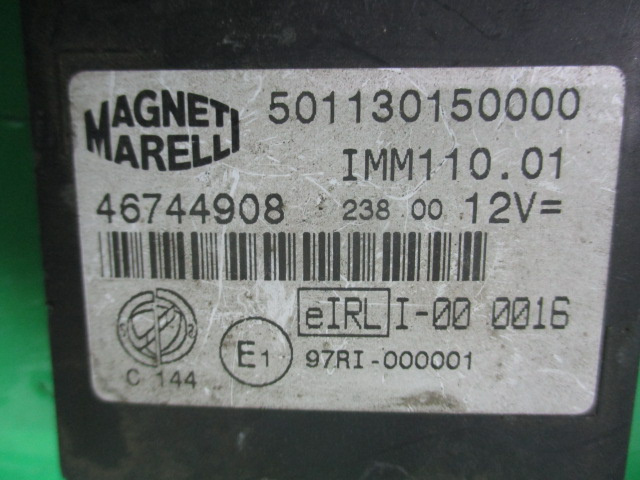 MAGNETI
MARELLI
501130150000
IMM110.01
46744908 238 00 12V=
eIRL I-00 0016
E1 97RI-000001
C 144